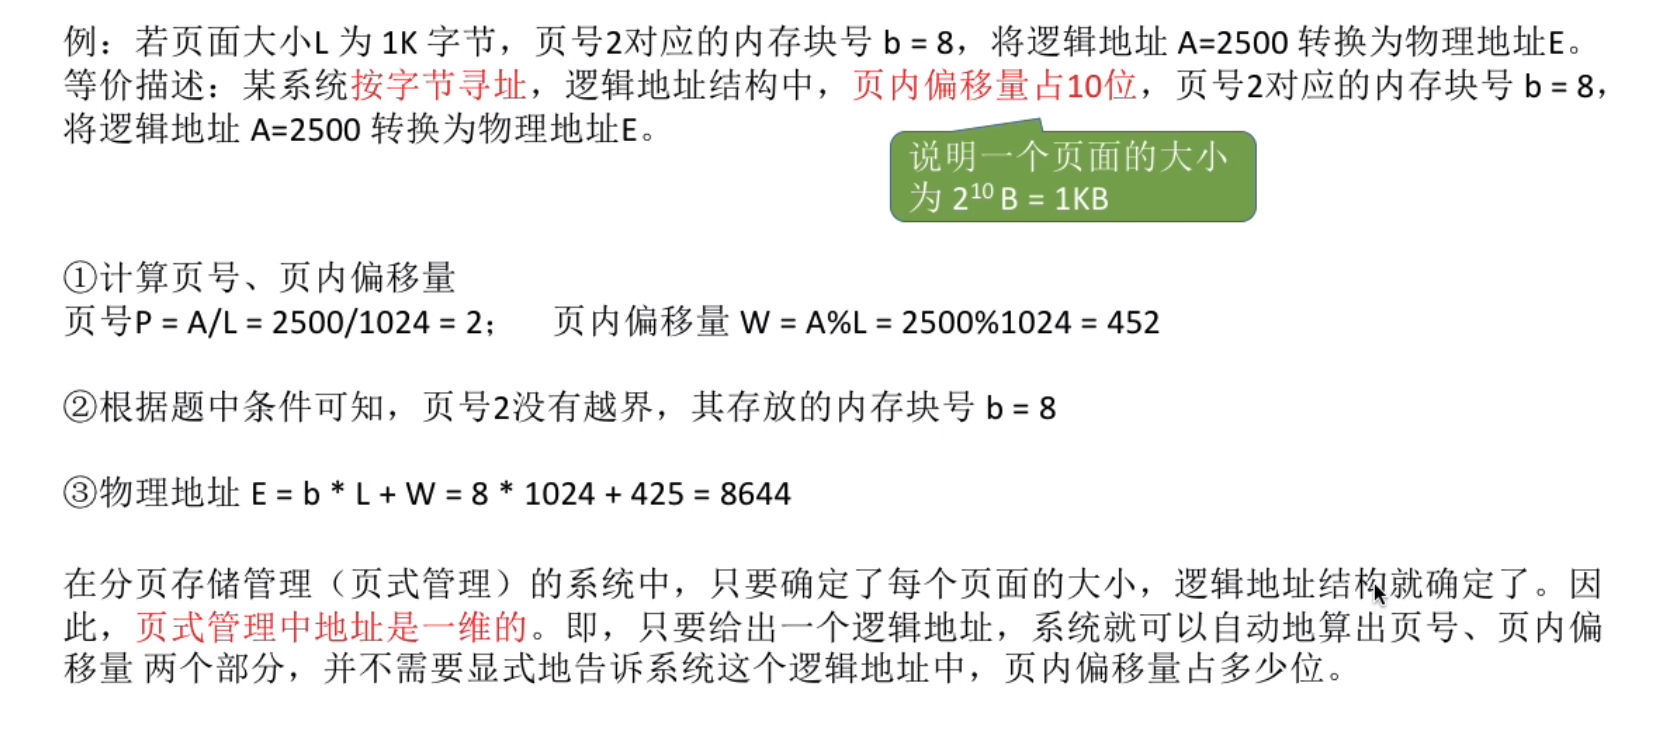 例：若页面大小L 为 1K 字节，页号2对应的内存块号 b = 8，将逻辑地址 A=2500 转换为物理地址E。
等价描述：某系统按字节寻址，逻辑地址结构中，页内偏移量占10位，页号2对应的内存块号 b = 8，
将逻辑地址 A=2500 转换为物理地址E。
说明一个页面的大小
为 2¹⁰ B = 1KB
①计算页号、页内偏移量
页号P = A/L = 2500/1024 = 2； 页内偏移量 W = A%L = 2500%1024 = 452
②根据题中条件可知，页号2没有越界，其存放的内存块号 b = 8
③物理地址 E = b * L + W = 8 * 1024 + 425 = 8644
在分页存储管理（页式管理）的系统中，只要确定了每个页面的大小，逻辑地址结构就确定了。因
此，页式管理中地址是一维的。即，只要给出一个逻辑地址，系统就可以自动地算出页号、页内偏
移量 两个部分，并不需要显式地告诉系统这个逻辑地址中，页内偏移量占多少位。